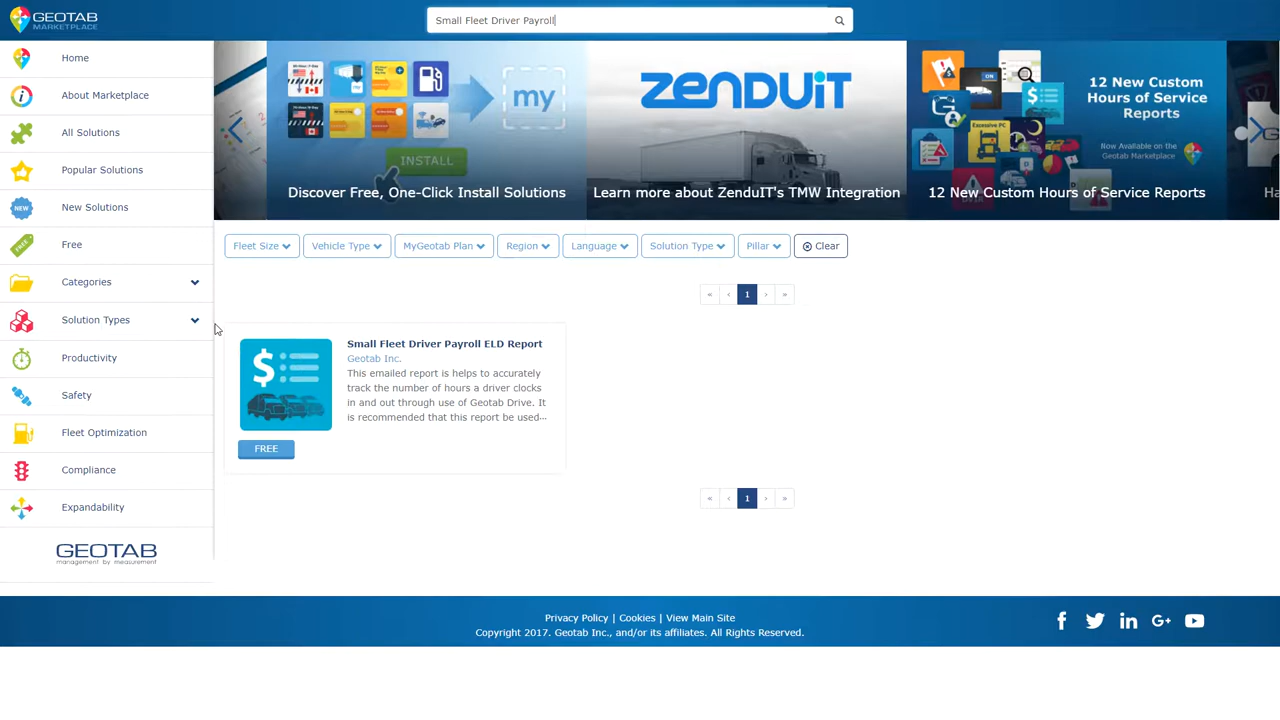 GEOTAB
MARKETPLACE
Small Fleet Driver Payroll
Home
About Marketplace
All Solutions
Popular Solutions
NEW
New Solutions
FREE
Free
Categories
Solution Types
Productivity
Safety
Fleet Optimization
Compliance
Expandability
GEOTAB
management by measurement
my
INSTALL
Discover Free, One-Click Install Solutions
ZENDUIT
Learn more about ZenduIT's TMW Integration
ON
Excessive PC
12 New Custom
Hours of Service
Reports
Now Available on the
Geotab Marketplace
12 New Custom Hours of Service Reports
Ha
Fleet Size
Vehicle Type
MyGeotab Plan
Region
Language
Solution Type
Pillar
Clear
« ‹ 1 › »
Small Fleet Driver Payroll ELD Report
Geotab Inc.
This emailed report is helps to accurately
track the number of hours a driver clocks
in and out through use of Geotab Drive. It
is recommended that this report be used...
FREE
« ‹ 1 › »
Privacy Policy | Cookies | View Main Site
Copyright 2017. Geotab Inc., and/or its affiliates. All Rights Reserved.